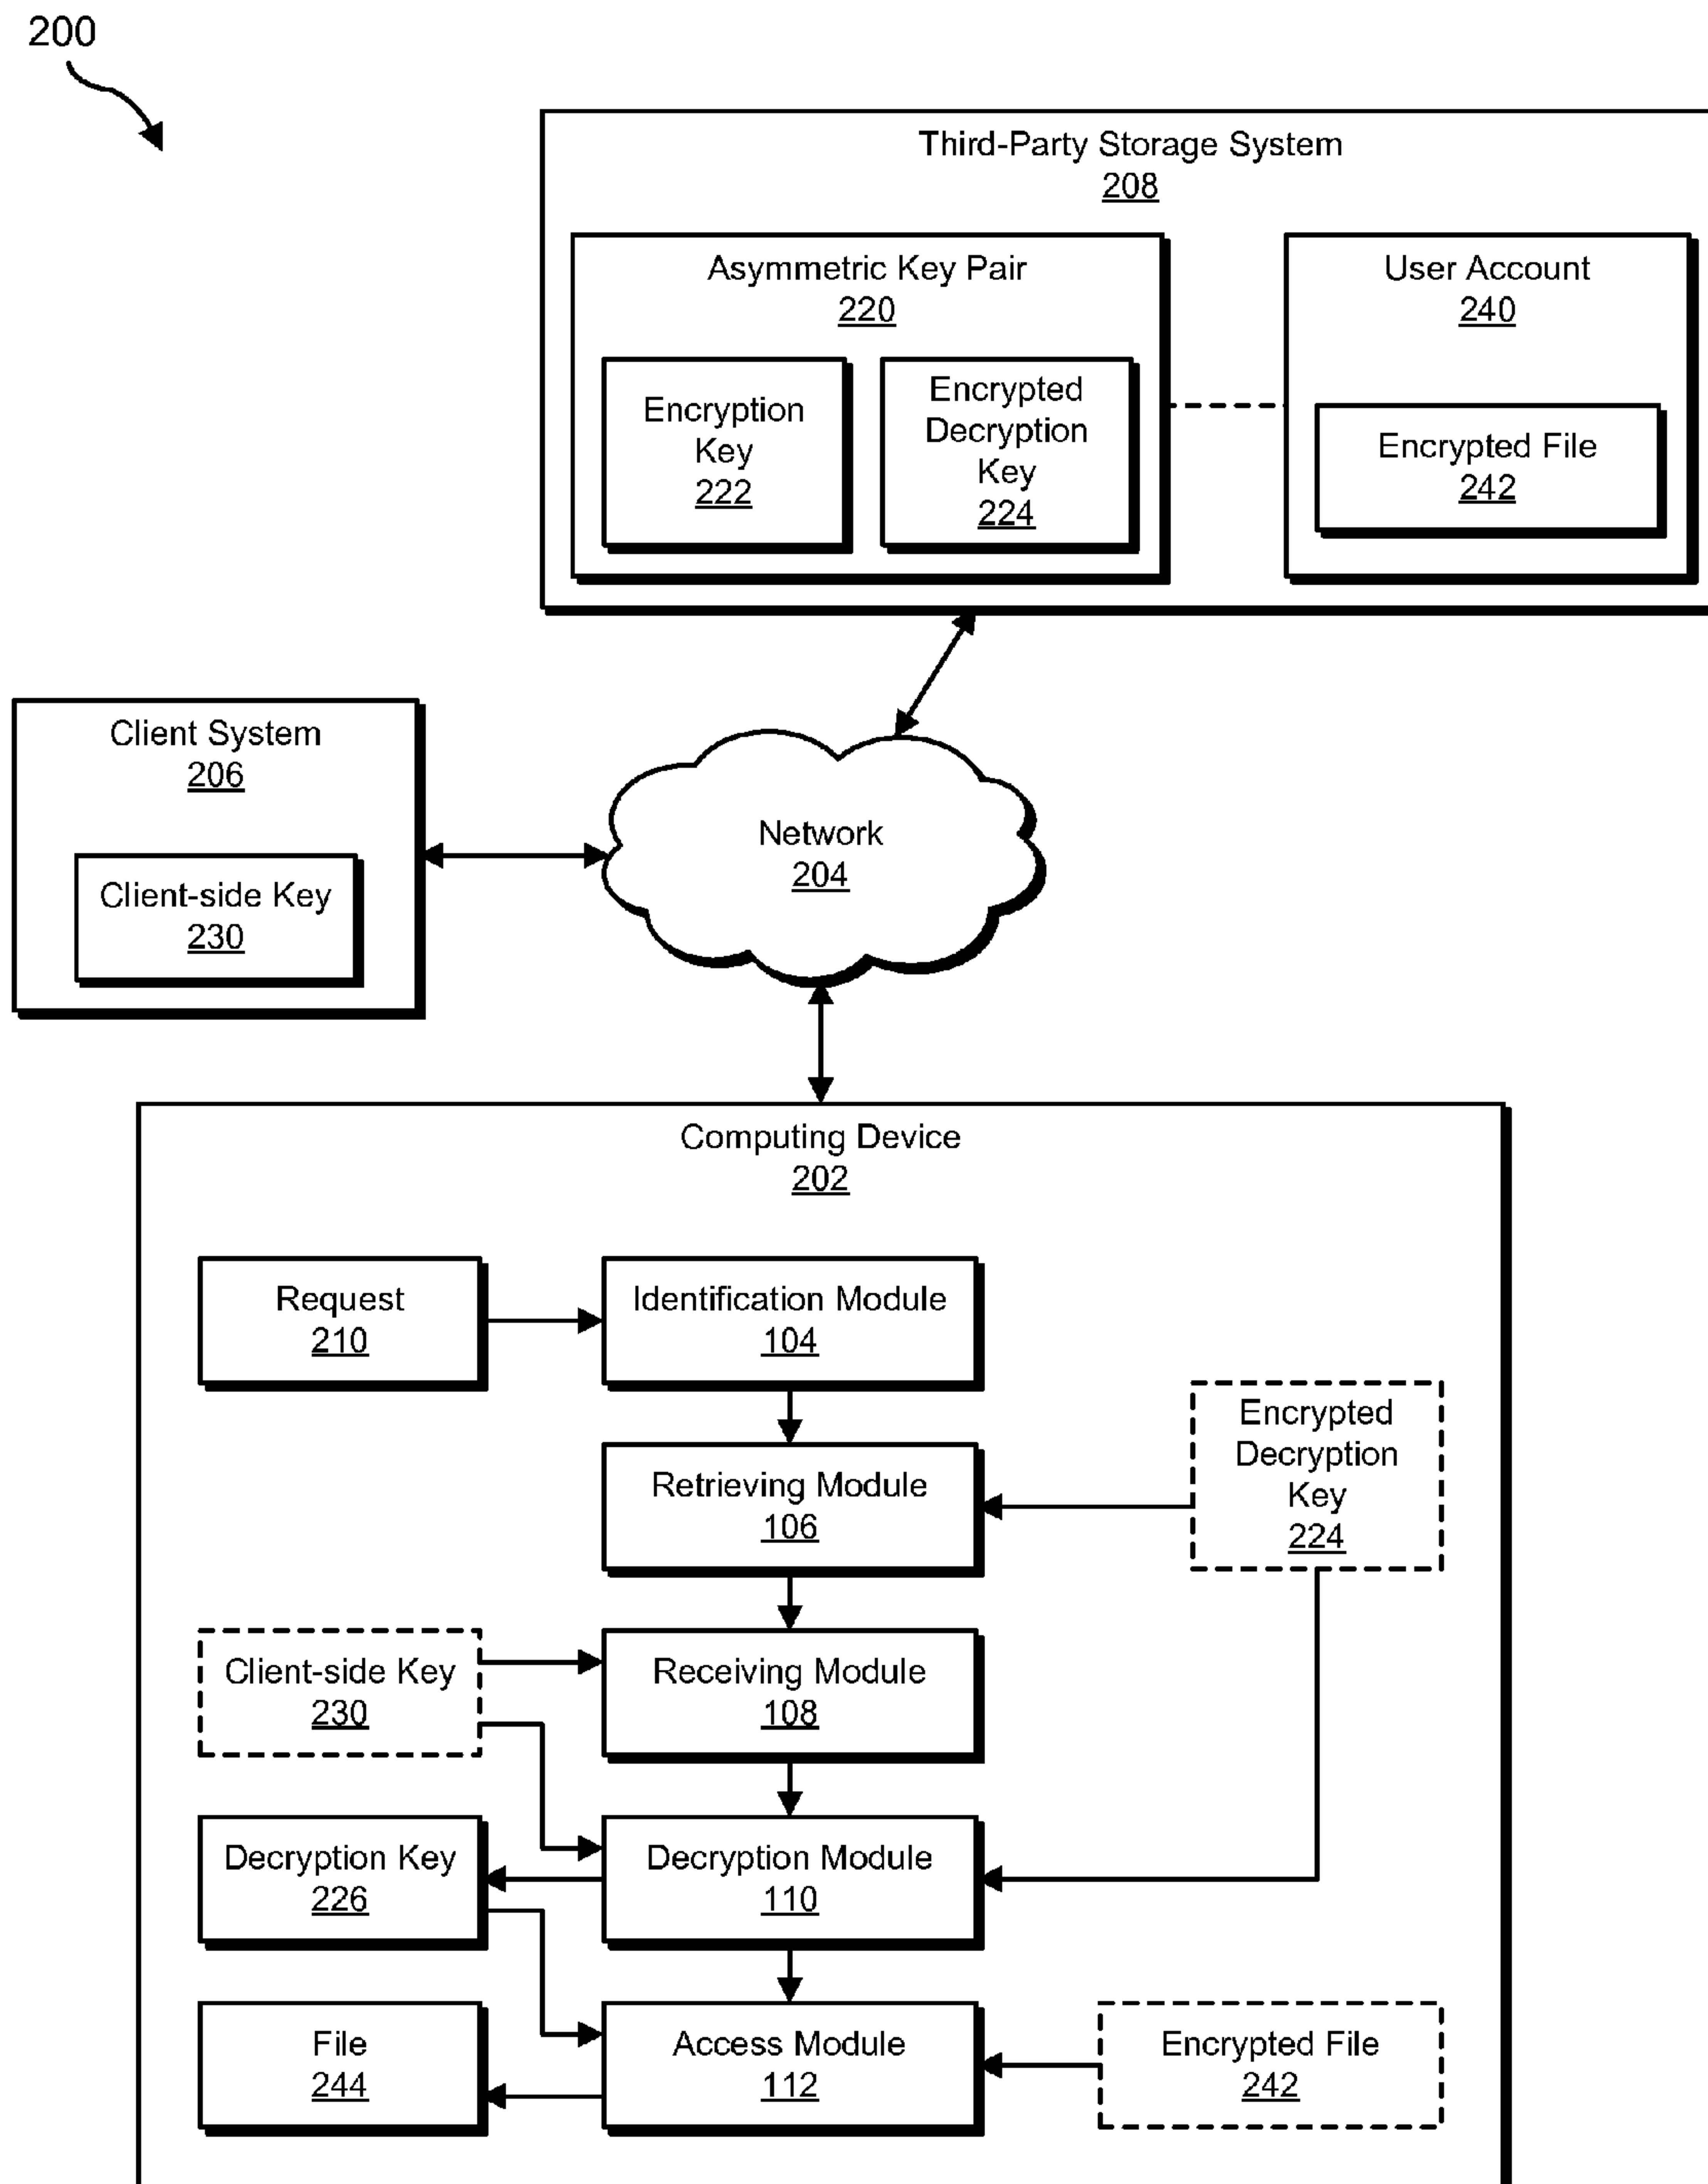 200
Third-Party Storage System
208
Asymmetric Key Pair
220
User Account
240
Encryption
Key
222
Encrypted
Decryption
Key
224
Encrypted File
242
Client System
206
Client-side Key
230
Network
204
Computing Device
202
Request
210
Identification Module
104
Encrypted
Decryption
Key
224
Retrieving Module
106
Client-side Key
230
Receiving Module
108
Decryption Key
226
Decryption Module
110
File
244
Access Module
112
Encrypted File
242